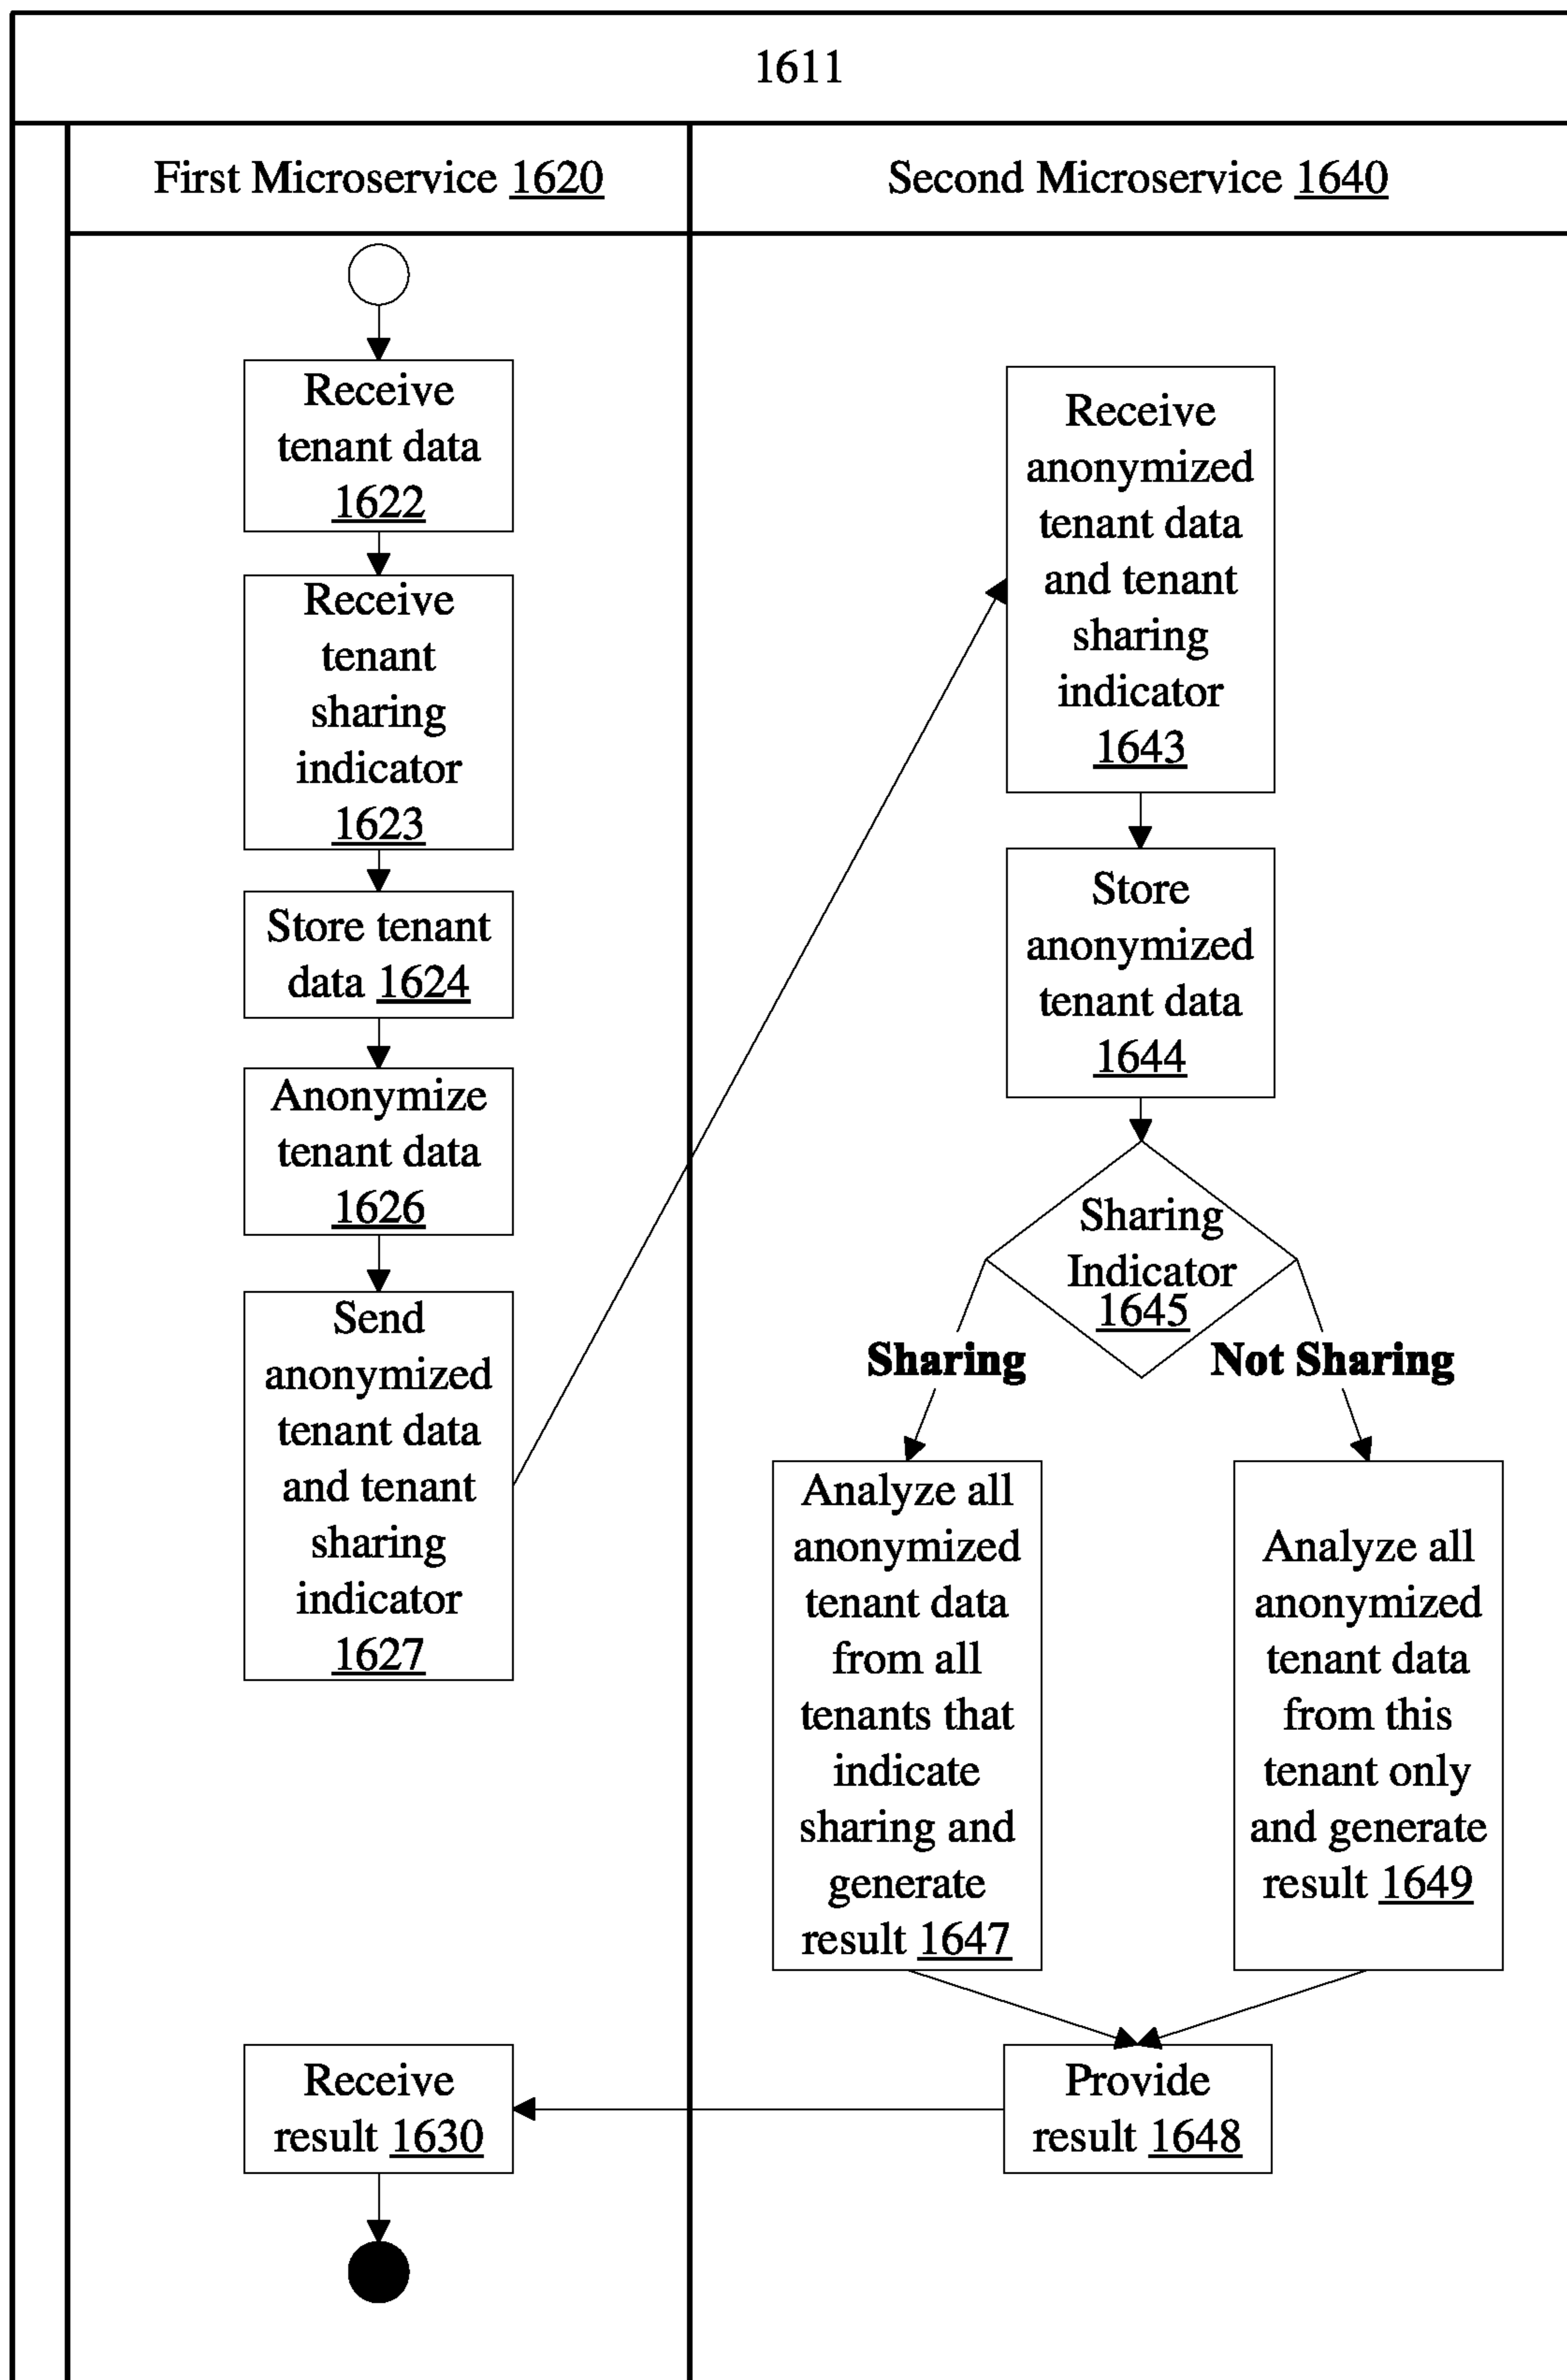 1611
First Microservice 1620
Second Microservice 1640
Receive
tenant data
1622
Receive
tenant
sharing
indicator
1623
Store tenant
data 1624
Anonymize
tenant data
1626
Send
anonymized
tenant data
and tenant
sharing
indicator
1627
Receive
anonymized
tenant data
and tenant
sharing
indicator
1643
Store
anonymized
tenant data
1644
Sharing
Indicator
1645
Sharing
Not Sharing
Analyze all
anonymized
tenant data
from all
tenants that
indicate
sharing and
generate
result 1647
Analyze all
anonymized
tenant data
from this
tenant only
and generate
result 1649
Provide
result 1648
Receive
result 1630